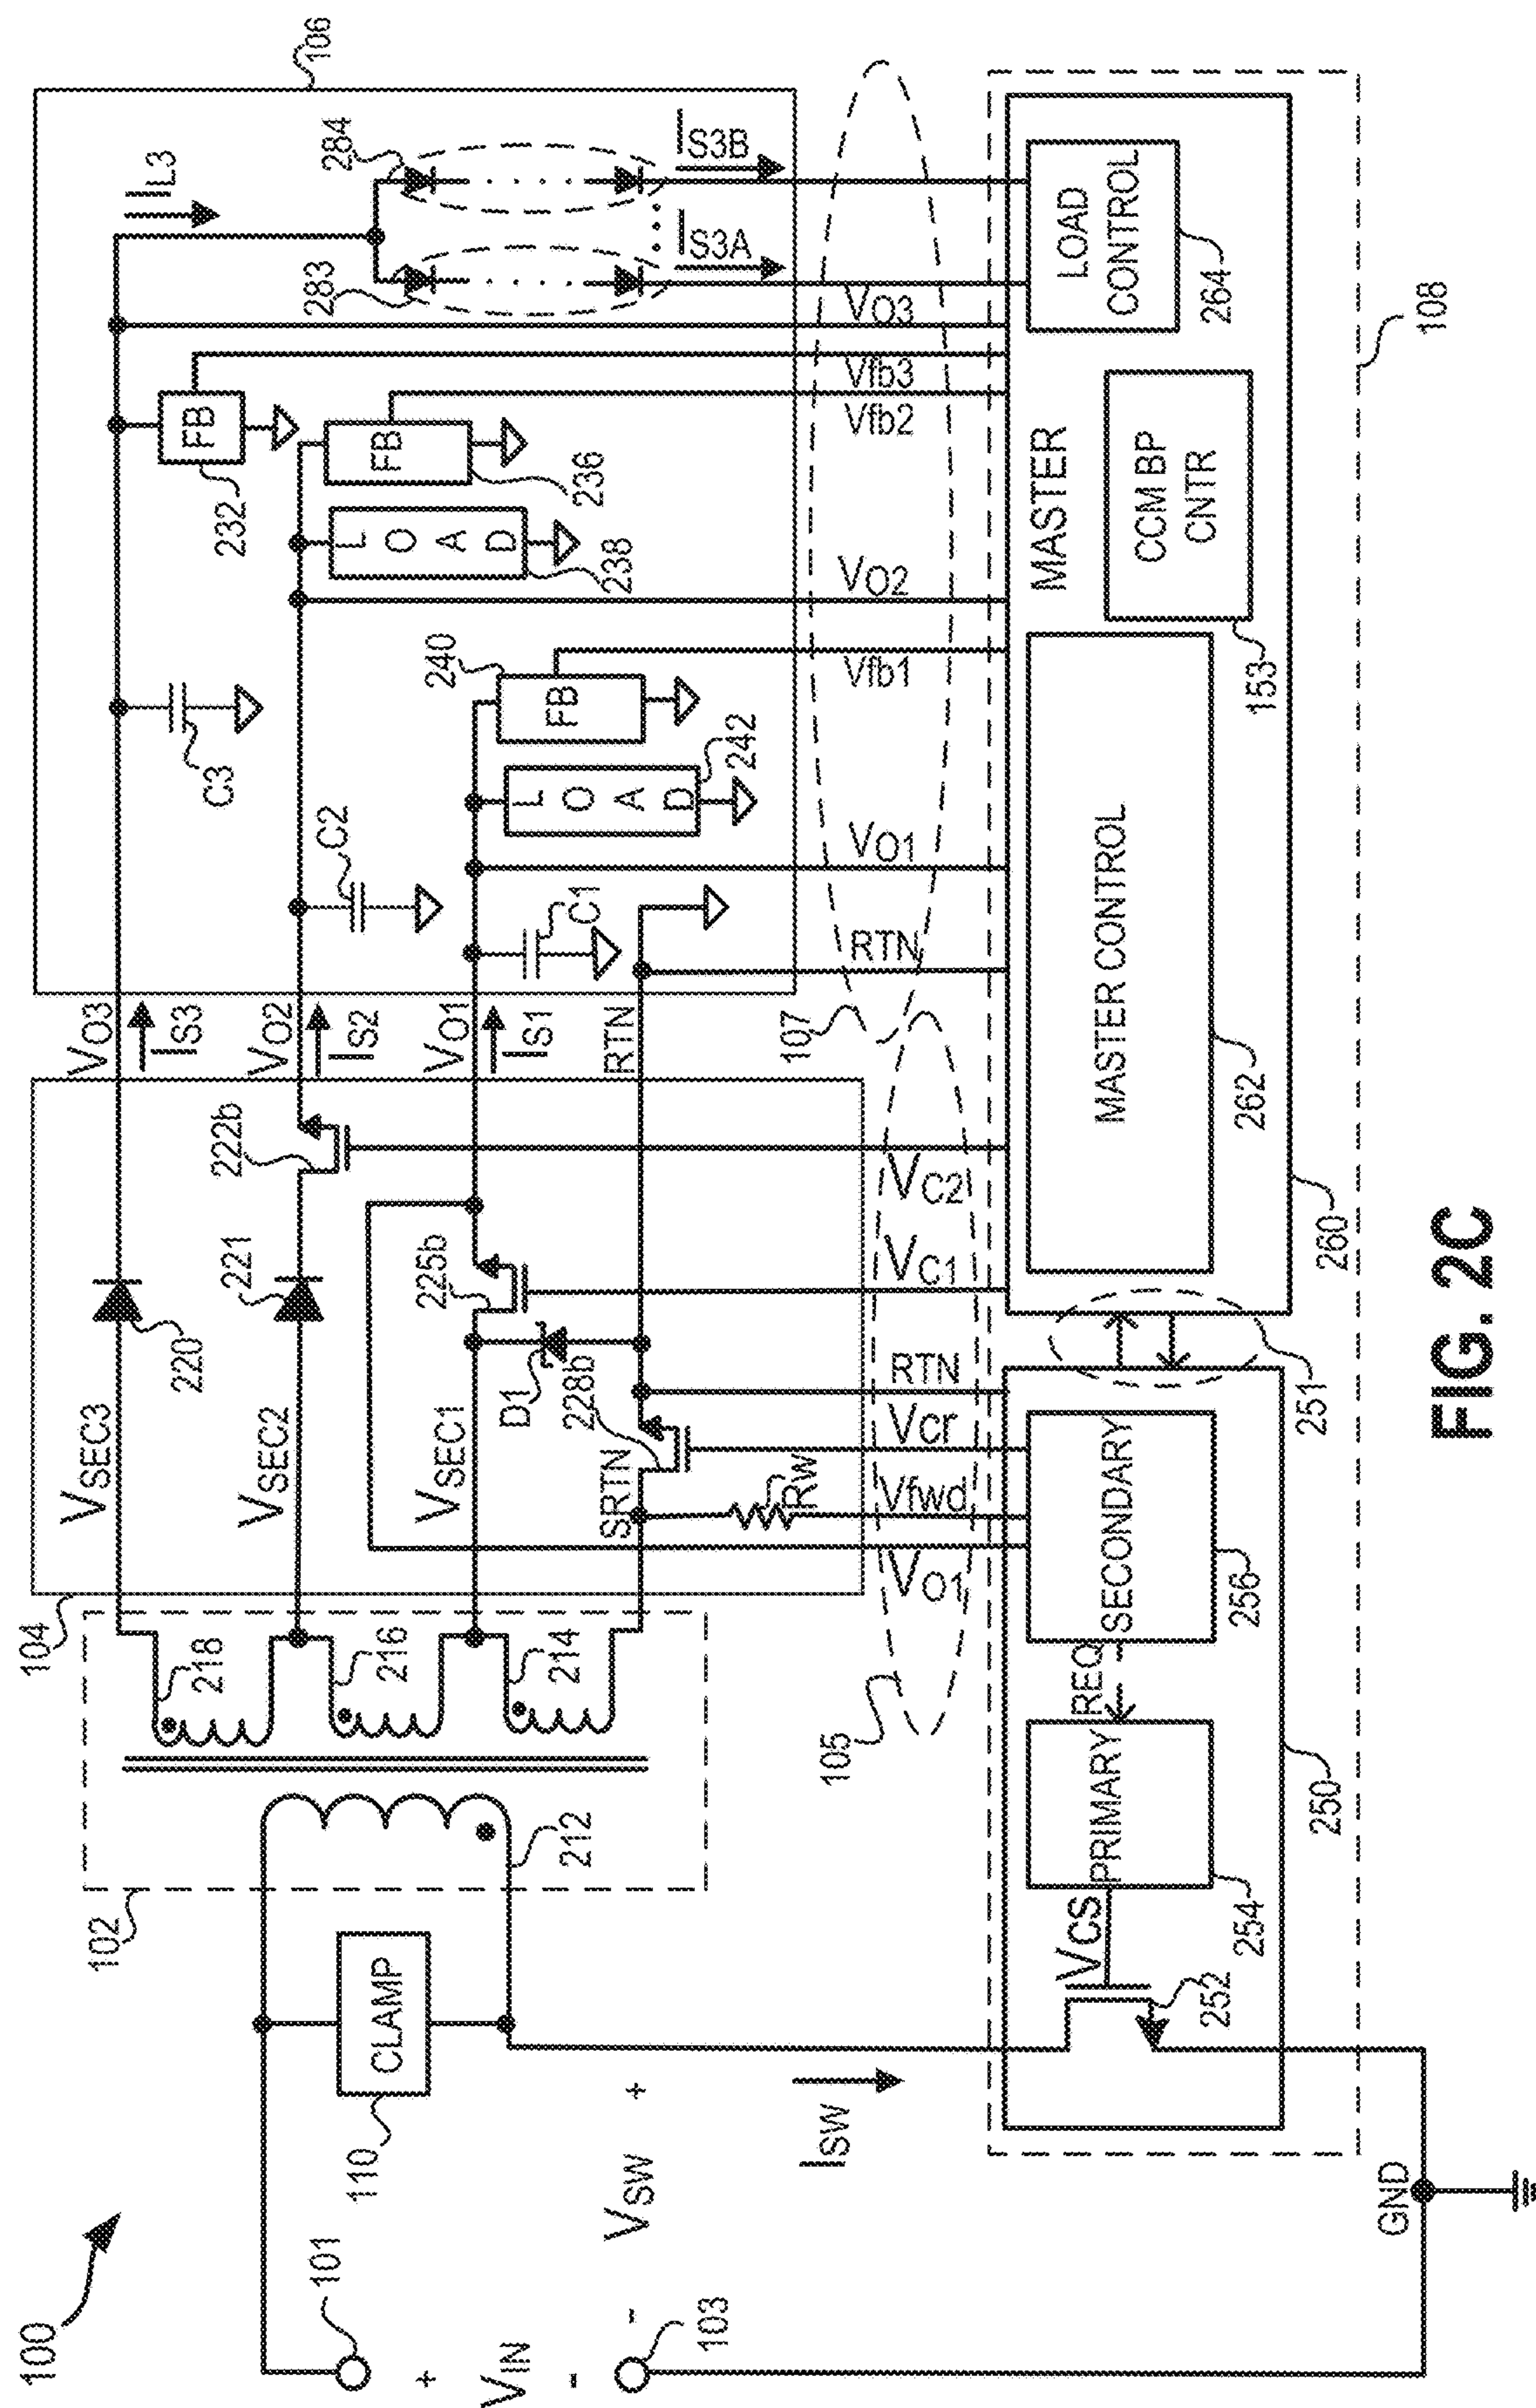 100
101
+
VIN
-
103
110
CLAMP
VSW
+
-
ISW
GND
102
212
218
216
214
104
VSEC3
VSEC2
VSEC1
SRTN
220
221
222b
225b
D1
228b
RW
VO3
IS3
VO2
IS2
VO1
IS1
RTN
106
C3
C2
C1
FB
232
FB
236
LOAD
238
240
FB
LOAD
242
IL3
283
284
IS3A
IS3B
105
VO1
Vfwd
Vcr
RTN
VC1
VC2
107
RTN
VO1
Vfb1
VO2
Vfb2
Vfb3
VO3
VCS
252
PRIMARY
254
REQ
SECONDARY
256
250
251
260
MASTER CONTROL
262
MASTER
CCM BP
CNTR
153
LOAD
CONTROL
264
108
FIG. 2C